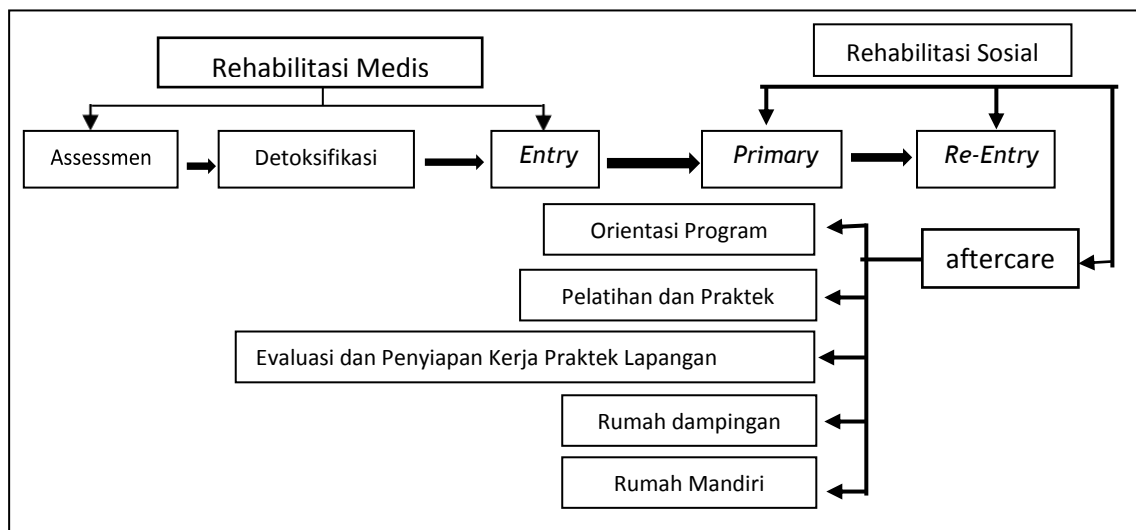 Rehabilitasi Medis
Rehabilitasi Sosial
Assessmen
Detoksifikasi
Entry
Primary
Re-Entry
Orientasi Program
aftercare
Pelatihan dan Praktek
Evaluasi dan Penyiapan Kerja Praktek Lapangan
Rumah dampingan
Rumah Mandiri